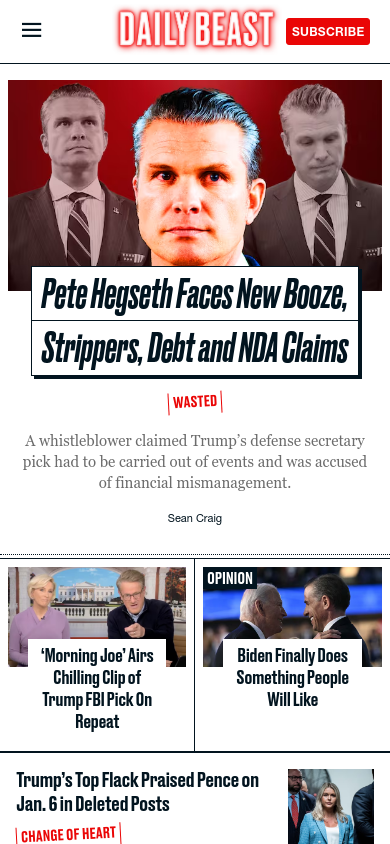 DAILY BEAST
SUBSCRIBE
Pete Hegseth Faces New Booze,
Strippers, Debt and NDA Claims
WASTED
A whistleblower claimed Trump’s defense secretary
pick had to be carried out of events and was accused
of financial mismanagement.
Sean Craig
‘Morning Joe’ Airs
Chilling Clip of
Trump FBI Pick On
Repeat
OPINION
Biden Finally Does
Something People
Will Like
Trump’s Top Flack Praised Pence on
Jan. 6 in Deleted Posts
CHANGE OF HEART